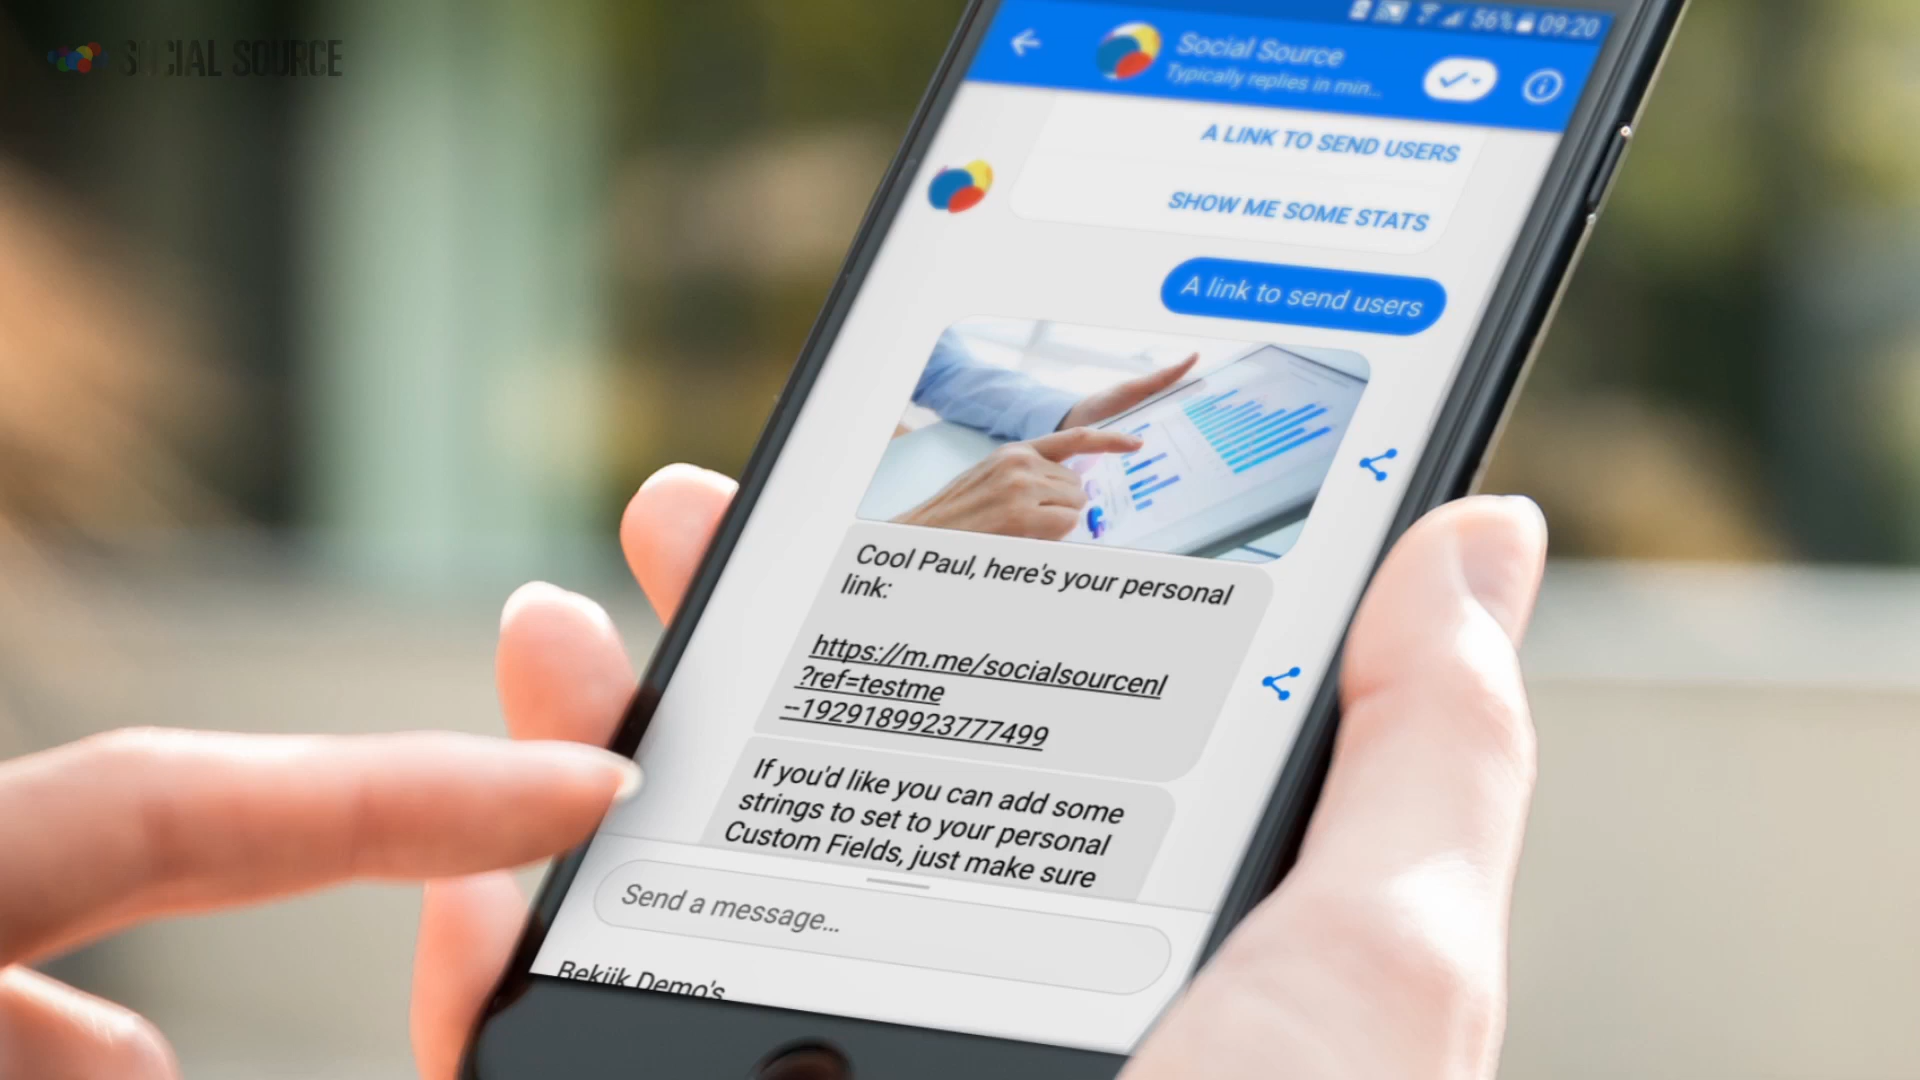 SOCIAL SOURCE
56% 09:20
Social Source
Typically replies in min...
A LINK TO SEND USERS
SHOW ME SOME STATS
A link to send users
Cool Paul, here's your personal
link:
https://m.me/socialsourcenl
?ref=testme
--1929189923777499
If you'd like you can add some
strings to set to your personal
Custom Fields, just make sure
Send a message...
Bekijk Demo's